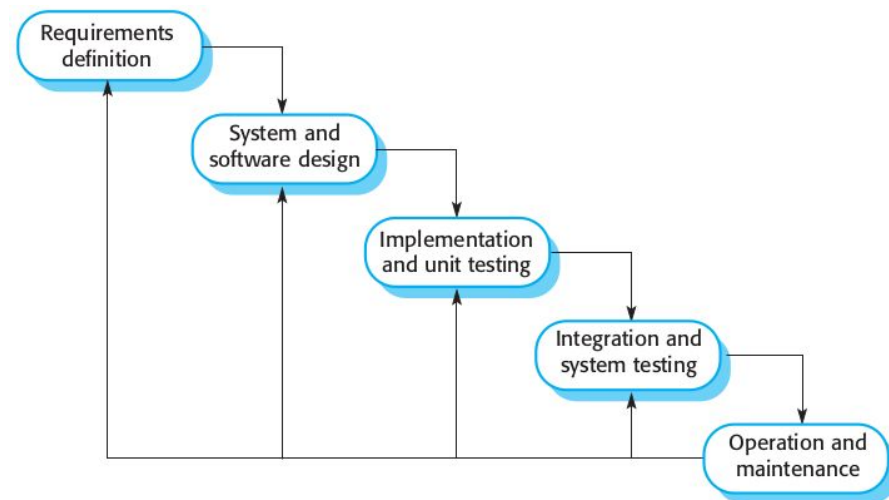 Requirements
definition
System and
software design
Implementation
and unit testing
Integration and
system testing
Operation and
maintenance